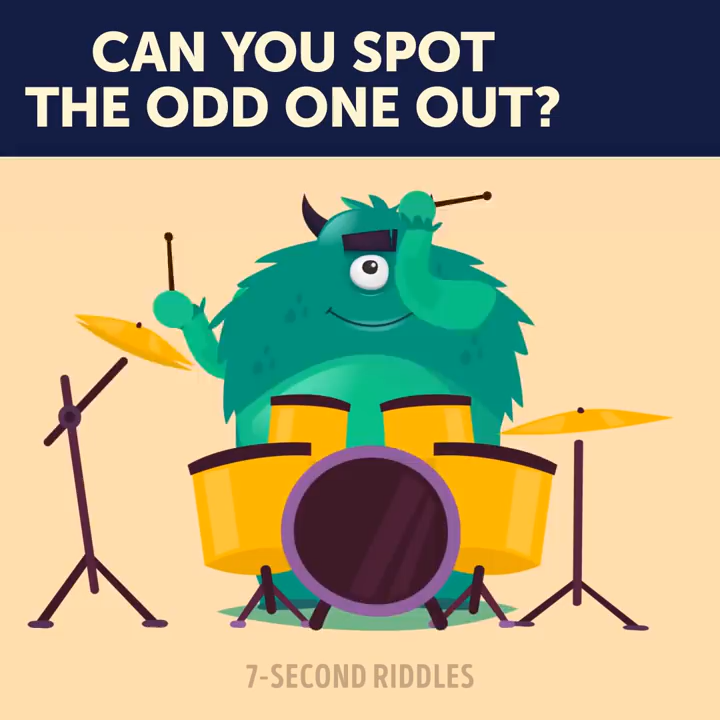 CAN YOU SPOT
THE ODD ONE OUT?
7-SECOND RIDDLES